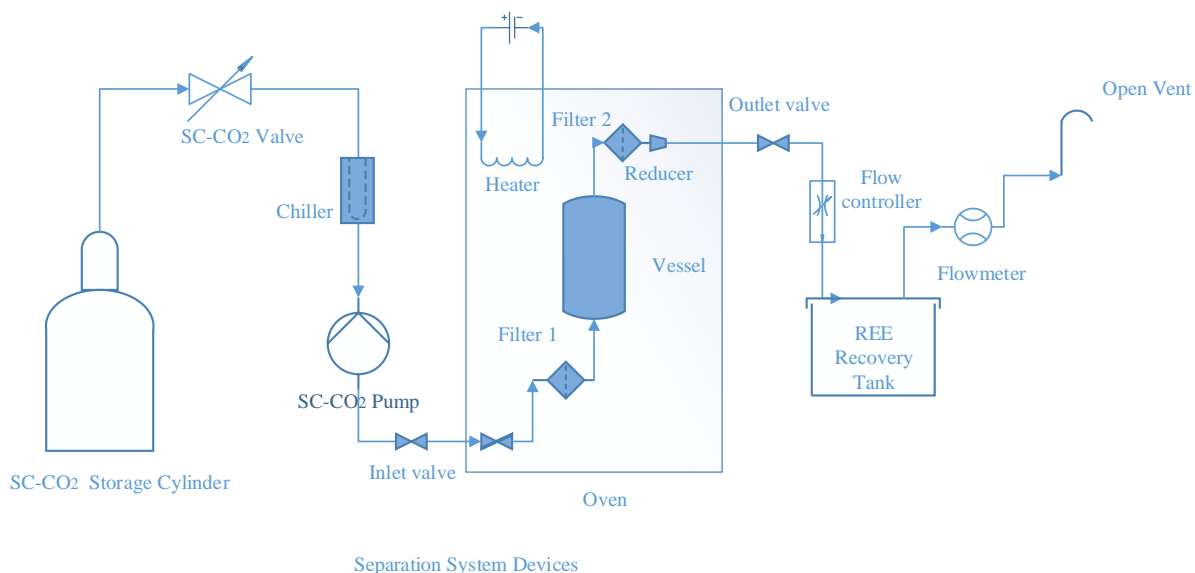 Open Vent
Outlet valve
Filter 2
SC-CO2 Valve
Reducer
Heater
Flow
controller
Chiller
Vessel
Flowmeter
Filter 1
REE
Recovery
Tank
SC-CO2 Pump
Inlet valve
SC-CO2 Storage Cylinder
Oven
Separation System Devices